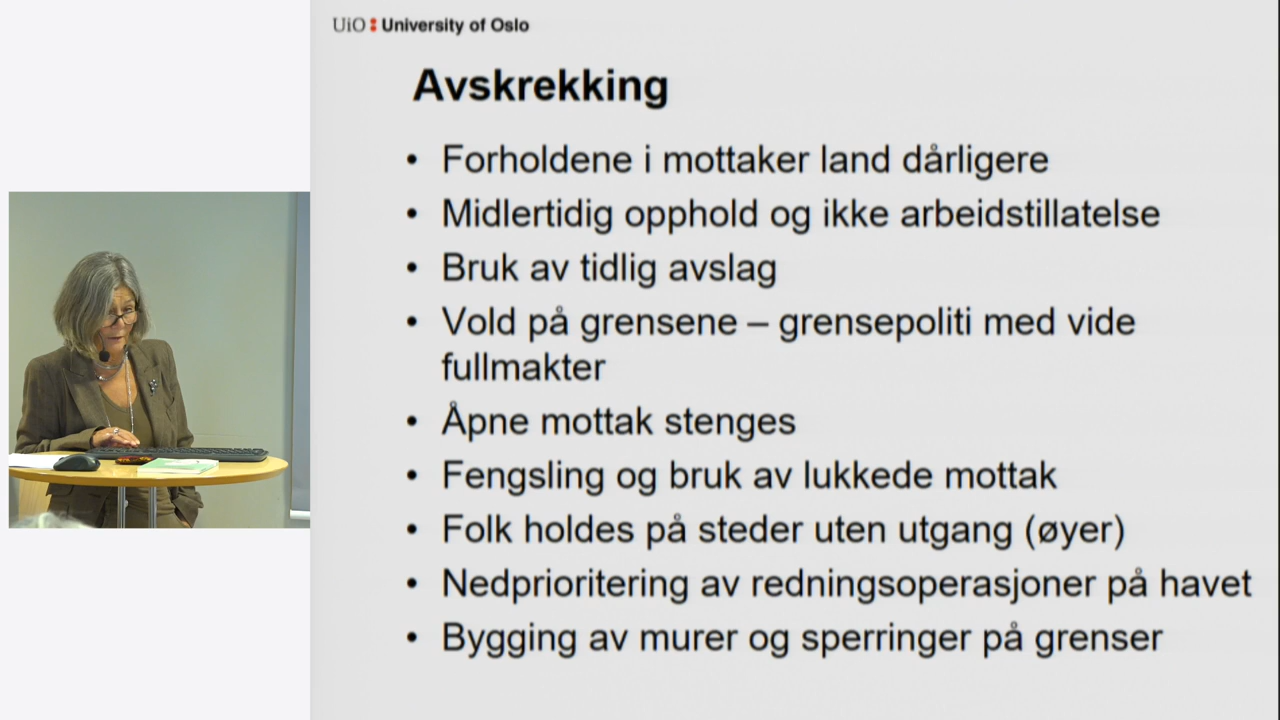 UiO University of Oslo
Avskrekking
• Forholdene i mottaker land dårligere
• Midlertidig opphold og ikke arbeidstillatelse
• Bruk av tidlig avslag
• Vold på grensene – grensepoliti med vide
fullmakter
• Åpne mottak stenges
• Fengsling og bruk av lukkede mottak
• Folk holdes på steder uten utgang (øyer)
• Nedprioritering av redningsoperasjoner på havet
• Bygging av murer og sperringer på grenser